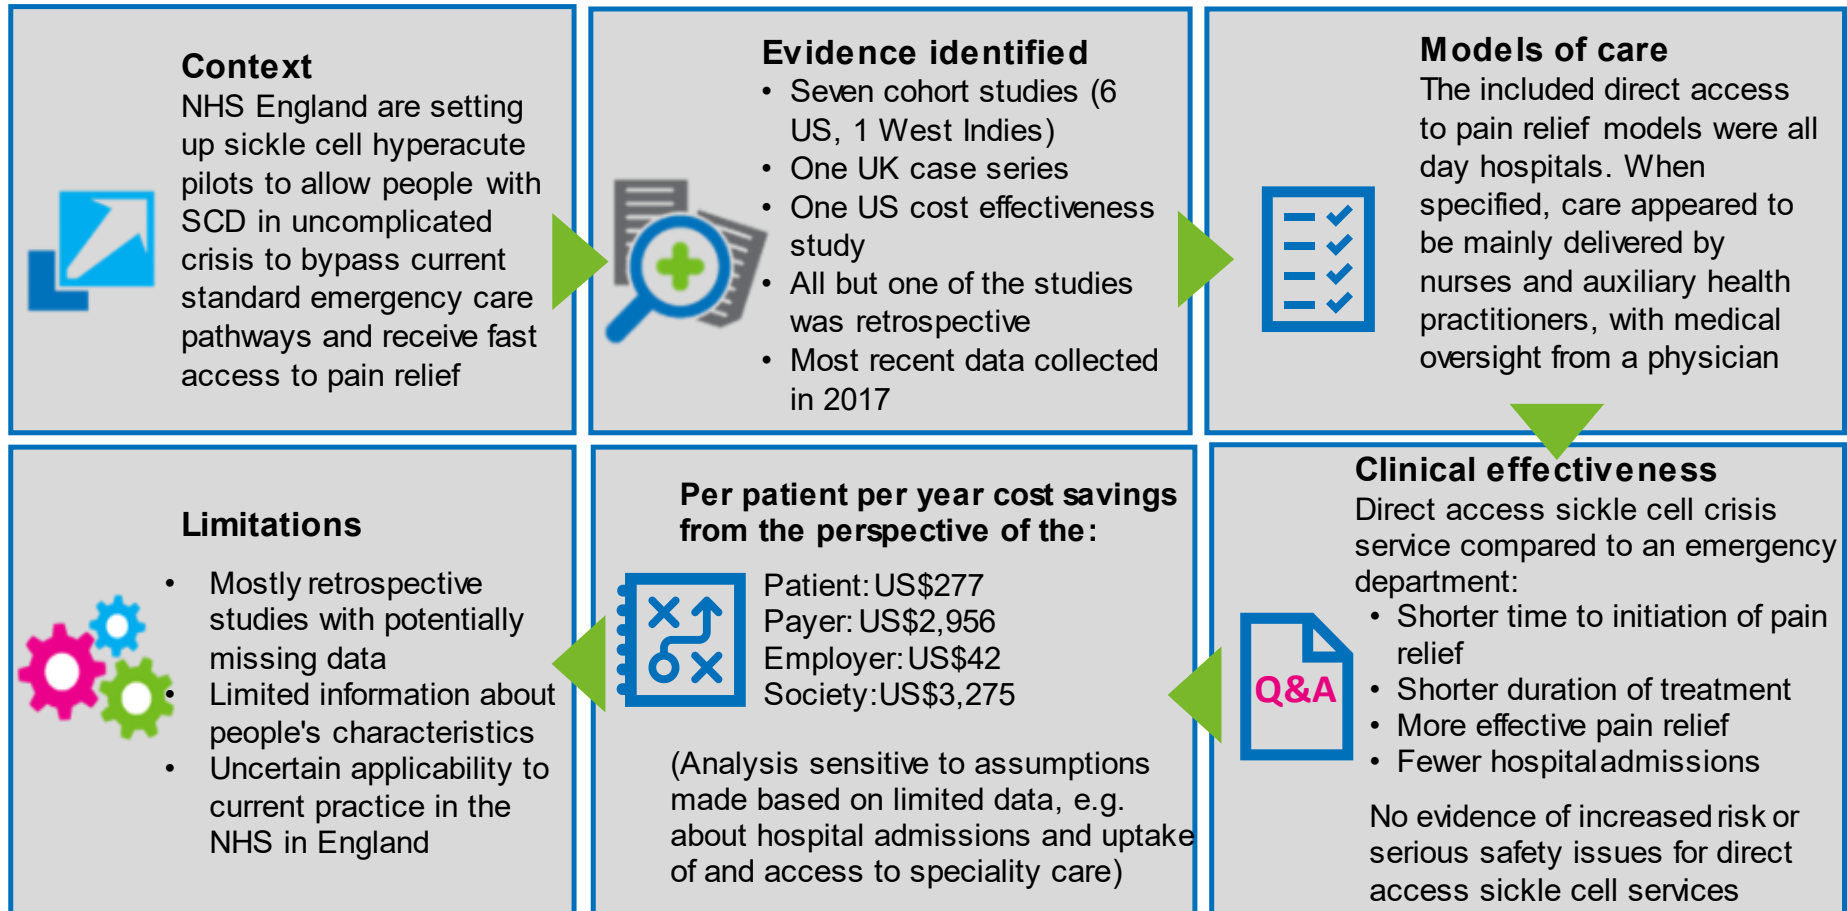 Context
NHS England are setting
up sickle cell hyperacute
pilots to allow people with
SCD in uncomplicated
crisis to bypass current
standard emergency care
pathways and receive fast
access to pain relief
Evidence identified
• Seven cohort studies (6
US, 1 West Indies)
• One UK case series
• One US cost effectiveness
study
• All but one of the studies
was retrospective
• Most recent data collected
in 2017
Models of care
The included direct access
to pain relief models were all
day hospitals. When
specified, care appeared to
be mainly delivered by
nurses and auxiliary health
practitioners, with medical
oversight from a physician
Clinical effectiveness
Direct access sickle cell crisis
service compared to an emergency
department:
• Shorter time to initiation of pain
relief
• Shorter duration of treatment
• More effective pain relief
• Fewer hospital admissions
No evidence of increased risk or
serious safety issues for direct
access sickle cell services
Q&A
Per patient per year cost savings
from the perspective of the:
Patient: US$277
Payer: US$2,956
Employer: US$42
Society: US$3,275
(Analysis sensitive to assumptions
made based on limited data, e.g.
about hospital admissions and uptake
of and access to speciality care)
Limitations
• Mostly retrospective
studies with potentially
missing data
• Limited information about
people's characteristics
• Uncertain applicability to
current practice in the
NHS in England